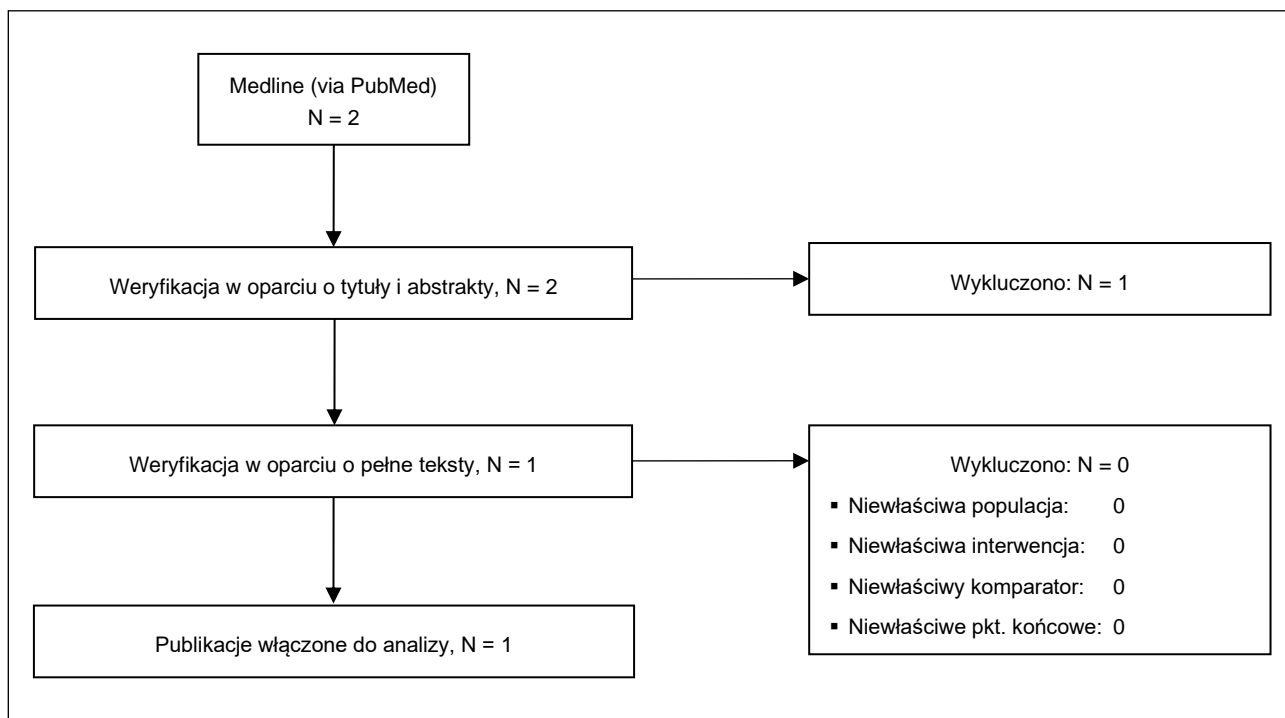 Medline (via PubMed)
N = 2
Weryfikacja w oparciu o tytuły i abstrakty, N = 2
Wykluczono: N = 1
Weryfikacja w oparciu o pełne teksty, N = 1
Wykluczono: N = 0
▪ Niewłaściwa populacja: 0
▪ Niewłaściwa interwencja: 0
▪ Niewłaściwy komparator: 0
▪ Niewłaściwe pkt. końcowe: 0
Publikacje włączone do analizy, N = 1